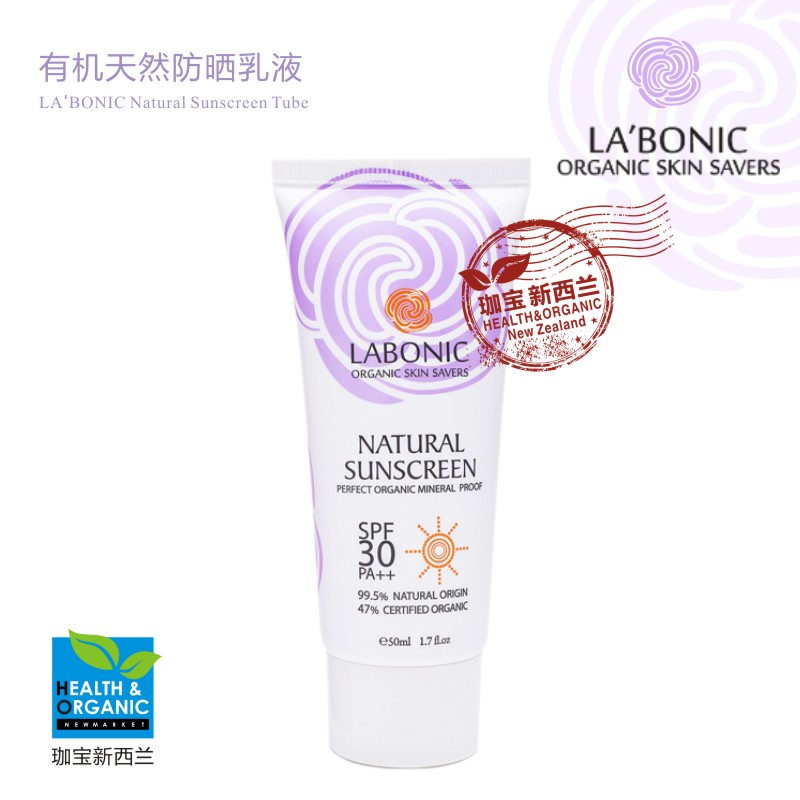 有机天然防晒乳液
LA'BONIC Natural Sunscreen Tube
LA'BONIC
ORGANIC SKIN SAVERS
珈宝新西兰
HEALTH&ORGANIC
New Zealand
LABONIC
ORGANIC SKIN SAVERS
NATURAL
SUNSCREEN
PERFECT ORGANIC MINERAL PROOF
SPF
30
PA++
99.5% NATURAL ORIGIN
47% CERTIFIED ORGANIC
℮50ml 1.7 fl.oz
HEALTH &
ORGANIC
NEWMARKET
珈宝新西兰